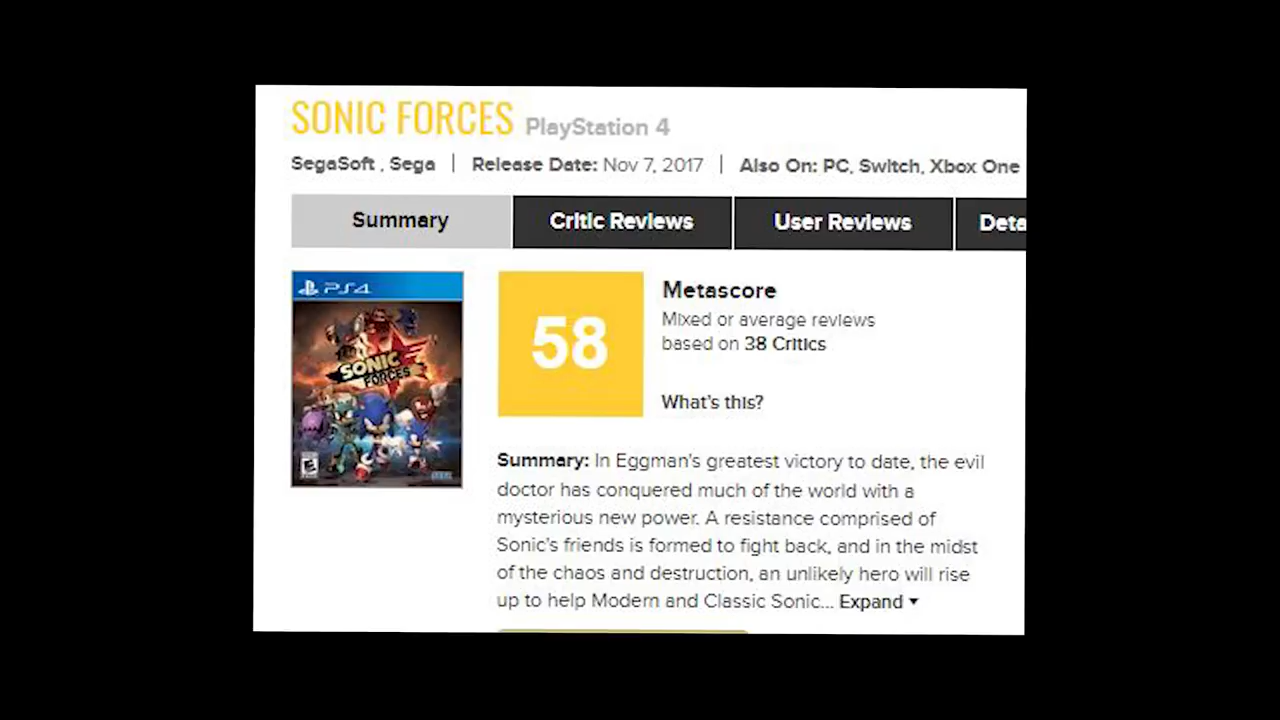 SONIC FORCES PlayStation 4
SegaSoft , Sega | Release Date: Nov 7, 2017 | Also On: PC, Switch, Xbox One
Summary Critic Reviews User Reviews Deta
PS4
SONIC
FORCES
58
Metascore
Mixed or average reviews
based on 38 Critics
What's this?
Summary: In Eggman's greatest victory to date, the evil
doctor has conquered much of the world with a
mysterious new power. A resistance comprised of
Sonic's friends is formed to fight back, and in the midst
of the chaos and destruction, an unlikely hero will rise
up to help Modern and Classic Sonic... Expand
E
SEGA